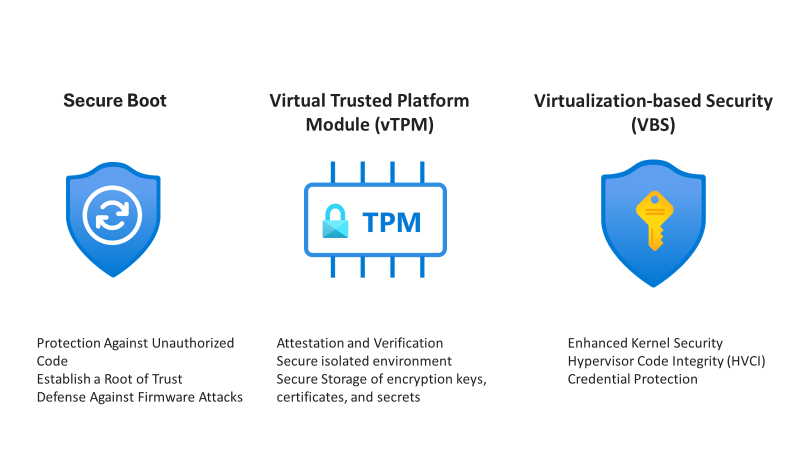 Secure Boot
Virtual Trusted Platform
Module (vTPM)
Virtualization-based Security
(VBS)
TPM
Protection Against Unauthorized
Code
Establish a Root of Trust
Defense Against Firmware Attacks
Attestation and Verification
Secure isolated environment
Secure Storage of encryption keys,
certificates, and secrets
Enhanced Kernel Security
Hypervisor Code Integrity (HVCI)
Credential Protection